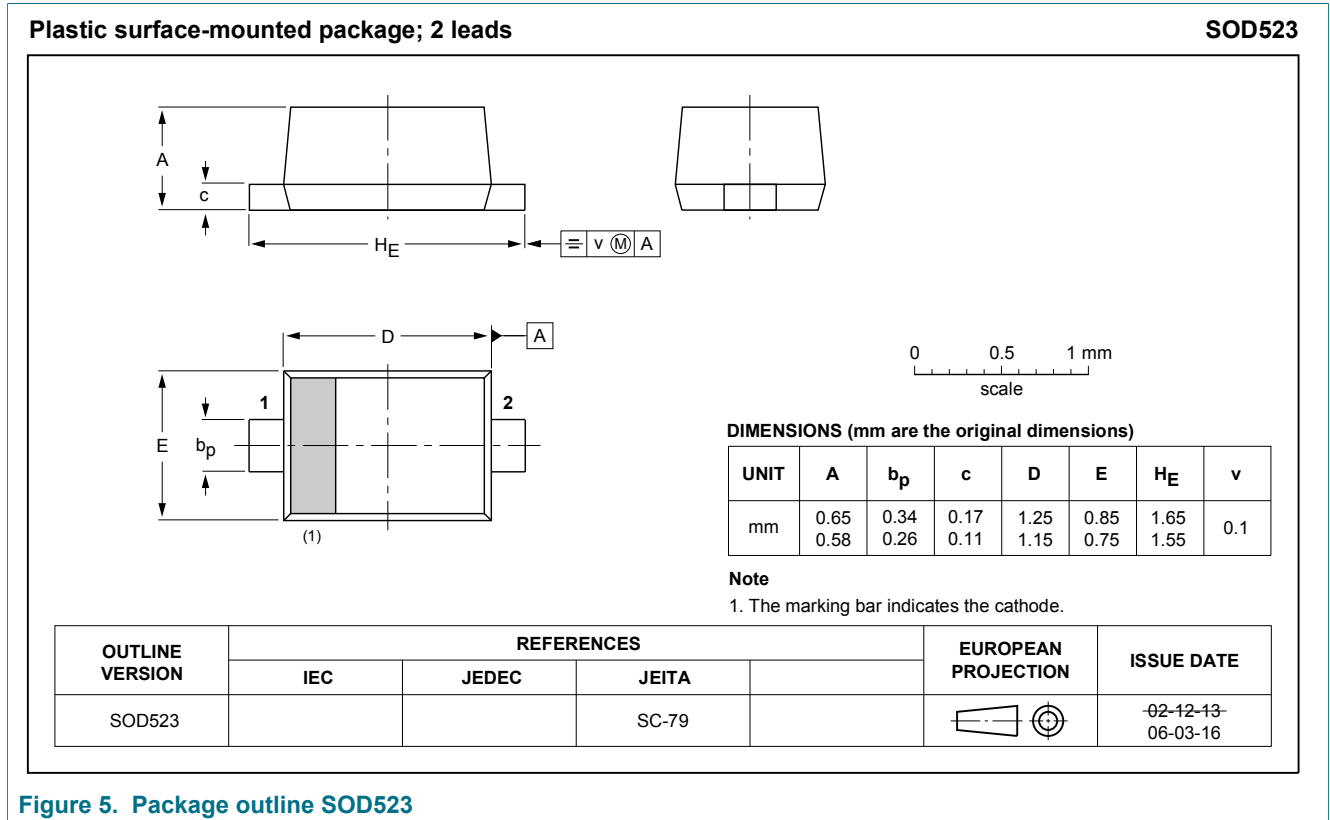 Plastic surface-mounted package; 2 leads SOD523
A
c
HE
v Ⓜ A
D
A
E
bp
1
2
(1)
0 0.5 1 mm
scale
DIMENSIONS (mm are the original dimensions)
UNIT A bp c D E HE v
mm 0.65 0.34 0.17 1.25 0.85 1.65 0.1
0.58 0.26 0.11 1.15 0.75 1.55
Note
1. The marking bar indicates the cathode.
OUTLINE VERSION REFERENCES EUROPEAN PROJECTION ISSUE DATE
IEC JEDEC JEITA
SOD523 SC-79 02-12-13
06-03-16
Figure 5. Package outline SOD523